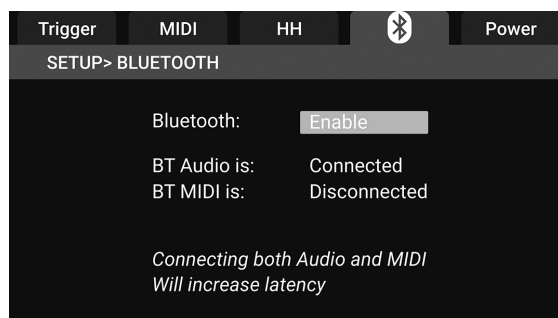 Trigger MIDI HH Power
SETUP> BLUETOOTH
Bluetooth: Enable
BT Audio is: Connected
BT MIDI is: Disconnected
Connecting both Audio and MIDI
Will increase latency